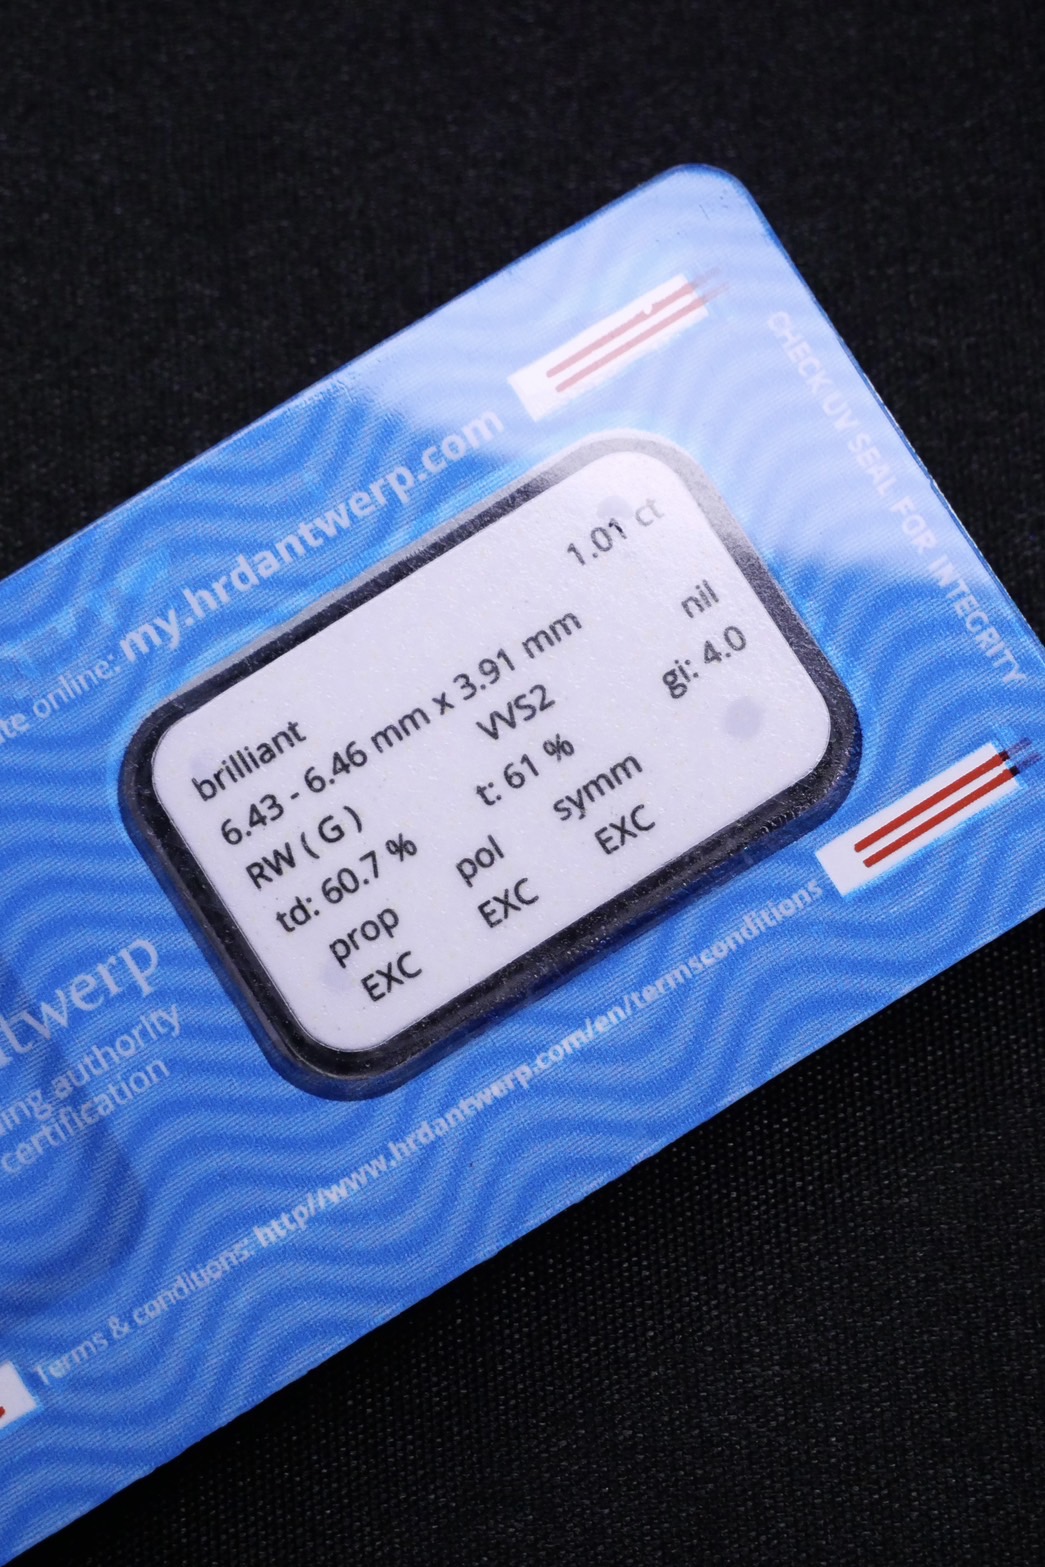 online: my.hrdantwerp.com
CHECK UV SEAL FOR INTEGRITY
brilliant 1.01 ct
6.43 - 6.46 mm x 3.91 mm
RW ( G ) VVS2 nil
td: 60.7 % t: 61 % gi: 4.0
prop pol symm
EXC EXC EXC
twerp
authority
certification
Terms & conditions: http//www.hrdantwerp.com/en/termsconditions